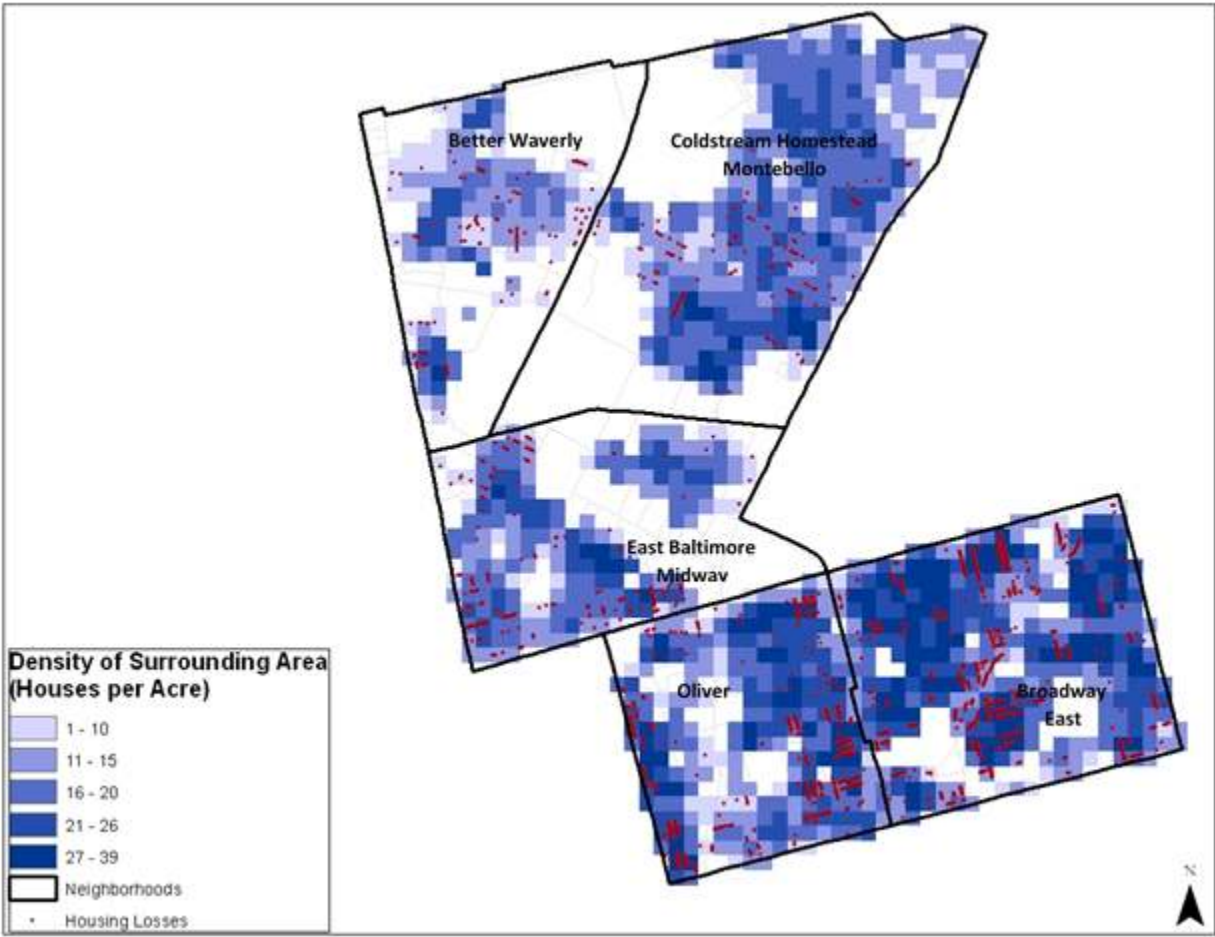 Better Waverly
Coldstream Homestead
Montebello
East Baltimore
Midwav
Oliver
Broadway
East
Density of Surrounding Area
(Houses per Acre)
1 - 10
11 - 15
16 - 20
21 - 26
27 - 39
Neighborhoods
Housing Losses
N